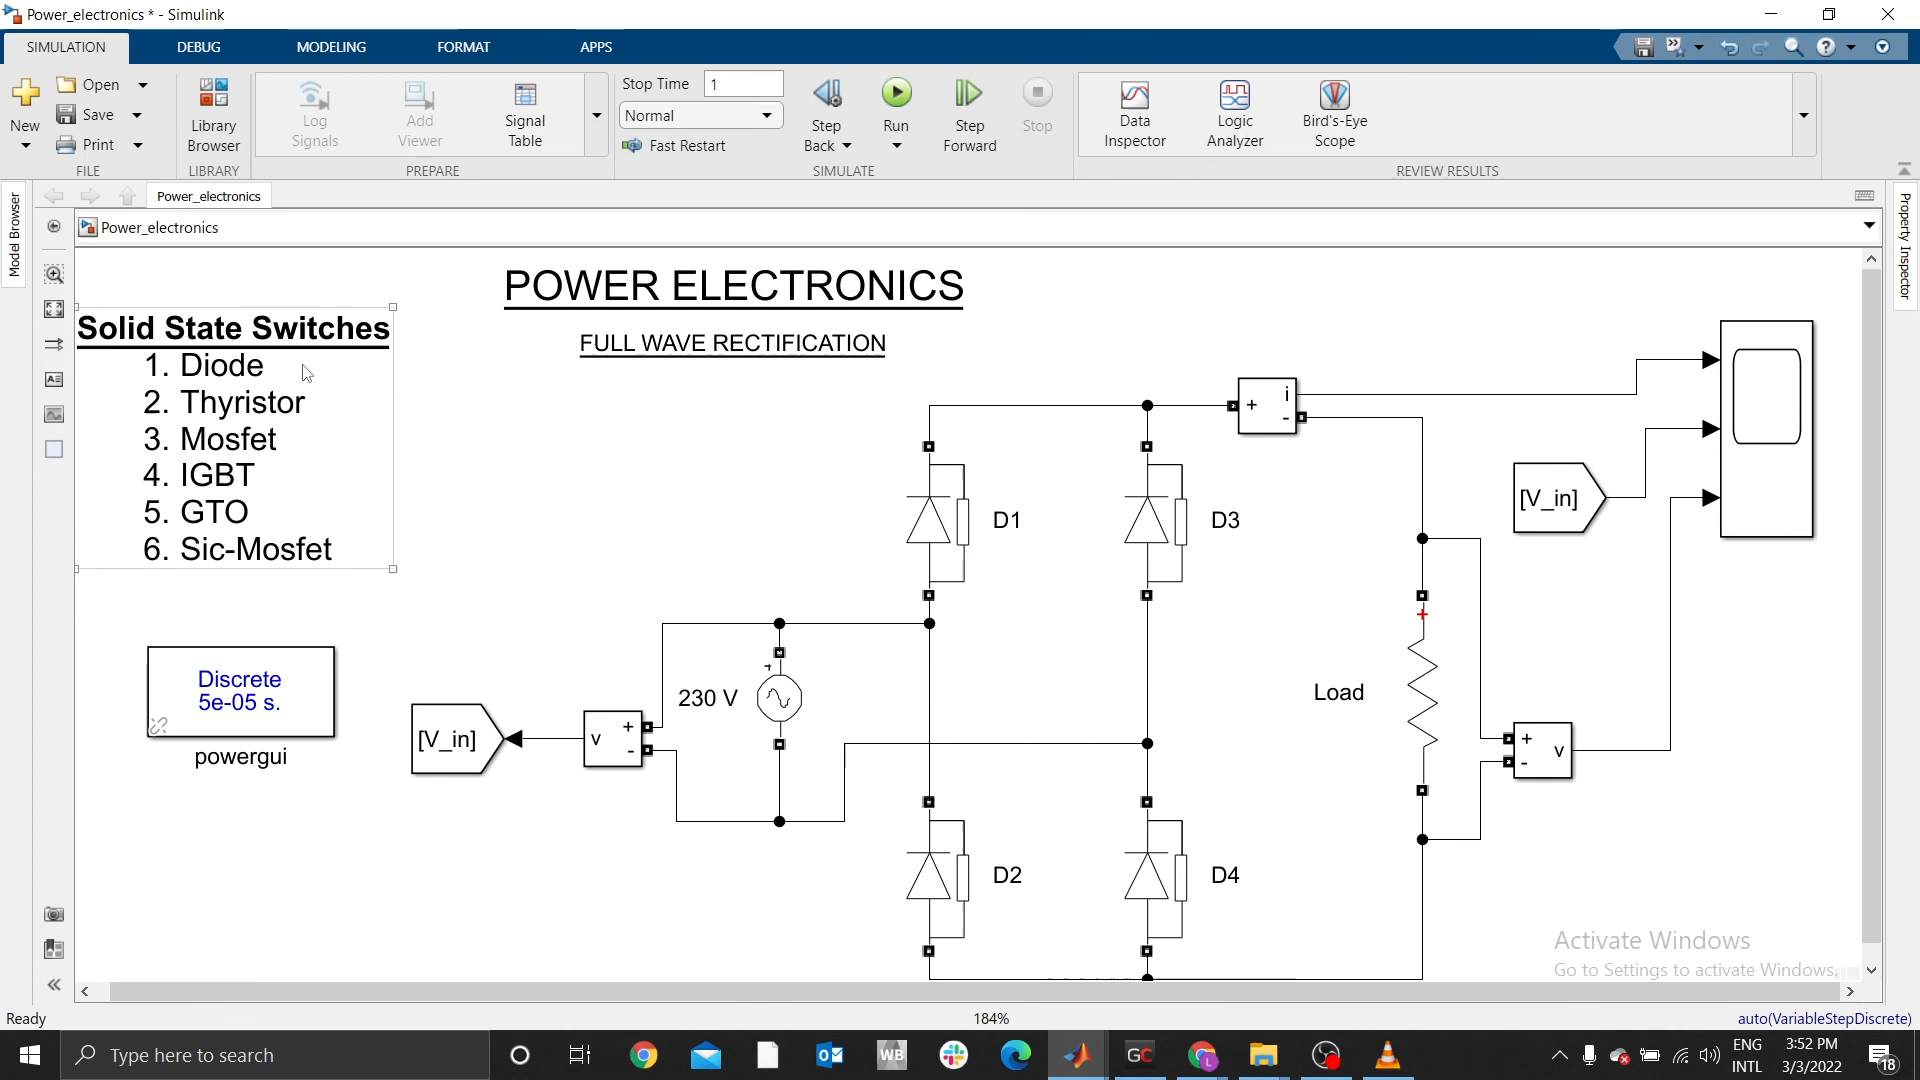 Power_electronics * - Simulink
SIMULATION DEBUG MODELING FORMAT APPS
New
Open
Save
Print
FILE
Library Browser
LIBRARY
Log Signals
Add Viewer
Signal Table
PREPARE
Stop Time 1
Normal
Fast Restart
Step Back
Run
Step Forward
Stop
SIMULATE
Data Inspector
Logic Analyzer
Bird's-Eye Scope
REVIEW RESULTS
Model Browser
Power_electronics
Property Inspector
Power_electronics
POWER ELECTRONICS
FULL WAVE RECTIFICATION
Solid State Switches
1. Diode
2. Thyristor
3. Mosfet
4. IGBT
5. GTO
6. Sic-Mosfet
+ i
-
[V_in]
D1 D3
Discrete
5e-05 s.
powergui
[V_in]
v + -
230 V
+
Load
+
+ v
-
D2 D4
Activate Windows
Go to Settings to activate Windows.
Ready 184% auto(VariableStepDiscrete)
Type here to search
WB
GC
L
ENG
INTL
3:52 PM
3/3/2022
18